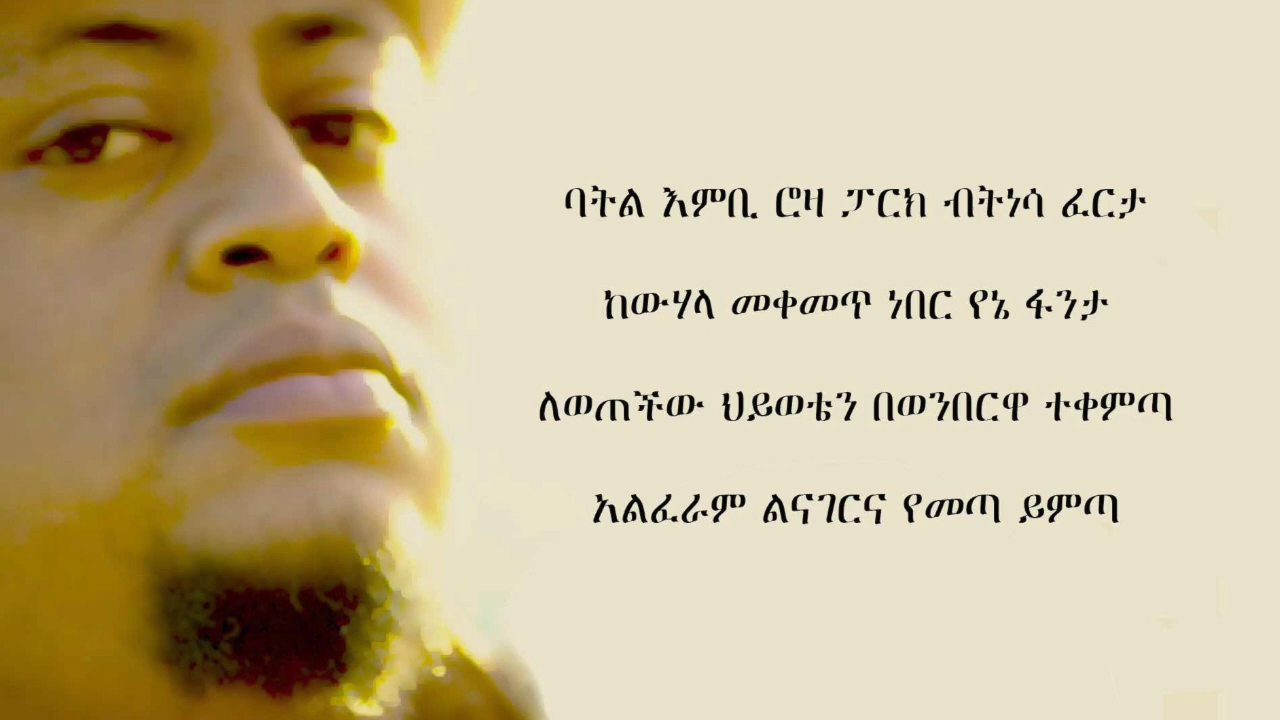 ባትል እምቢ ሮዛ ፓርክ ብትነሳ ፈርታ
ከውሃላ መቀመጥ ነበር የኔ ፋንታ
ለወጠችው ህይወቴን በወንበርዋ ተቀምጣ
አልፈራም ልናገርና የመጣ ይምጣ